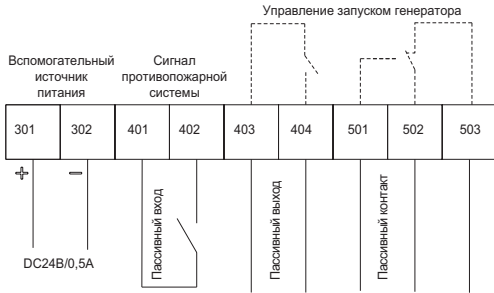 Управление запуском генератора
Вспомогательный
источник
питания
Сигнал
противопожарной
системы
301 302 401 402 403 404 501 502 503
+ −
Пассивный вход
Пассивный выход
Пассивный контакт
DC24В/0,5А